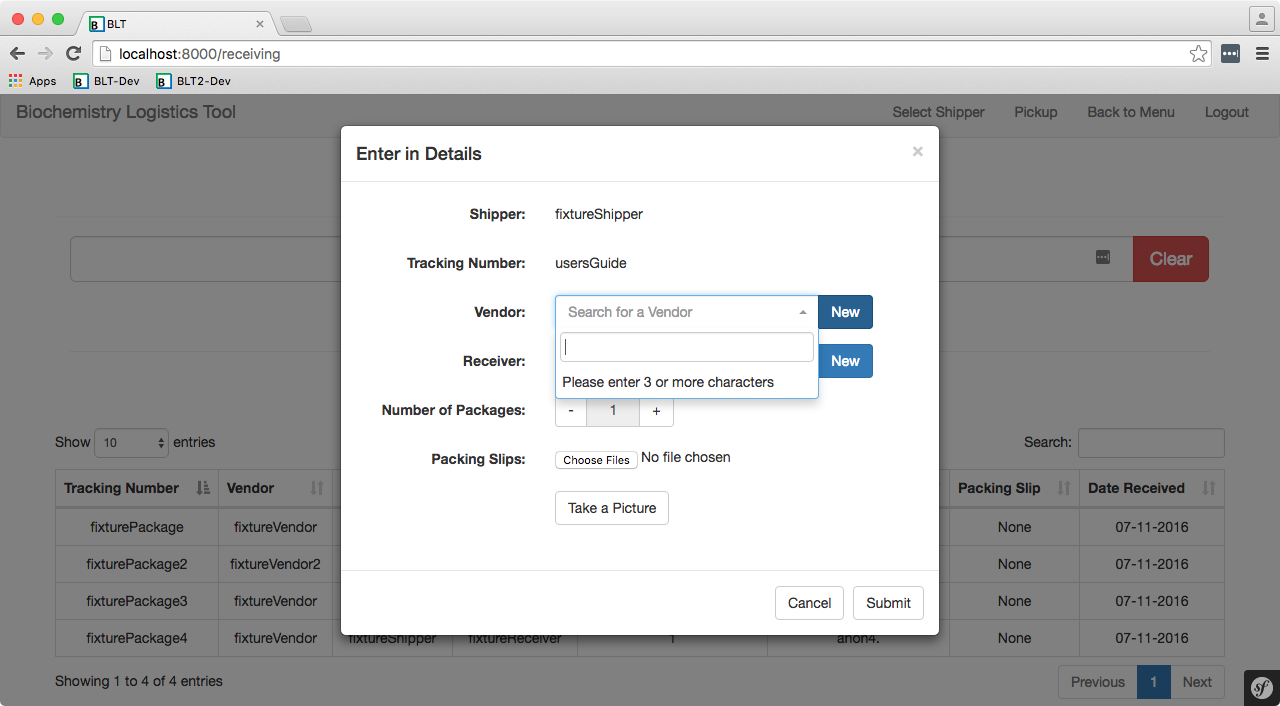 BLT
localhost:8000/receiving
Apps BLT-Dev BLT2-Dev
Biochemistry Logistics Tool Select Shipper Pickup Back to Menu Logout
Enter in Details ×
Shipper: fixtureShipper
Tracking Number: usersGuide
Clear
Vendor: Search for a Vendor New
Receiver: New
Please enter 3 or more characters
Number of Packages: - 1 +
Show 10 entries Search:
Packing Slips: Choose Files No file chosen
Tracking Number Vendor Packing Slip Date Received
Take a Picture
fixturePackage fixtureVendor None 07-11-2016
fixturePackage2 fixtureVendor2 None 07-11-2016
fixturePackage3 fixtureVendor None 07-11-2016
Cancel Submit
fixturePackage4 fixtureVendor fixtureShipper fixtureReceiver 1 anon4. None 07-11-2016
Showing 1 to 4 of 4 entries Previous 1 Next
sf